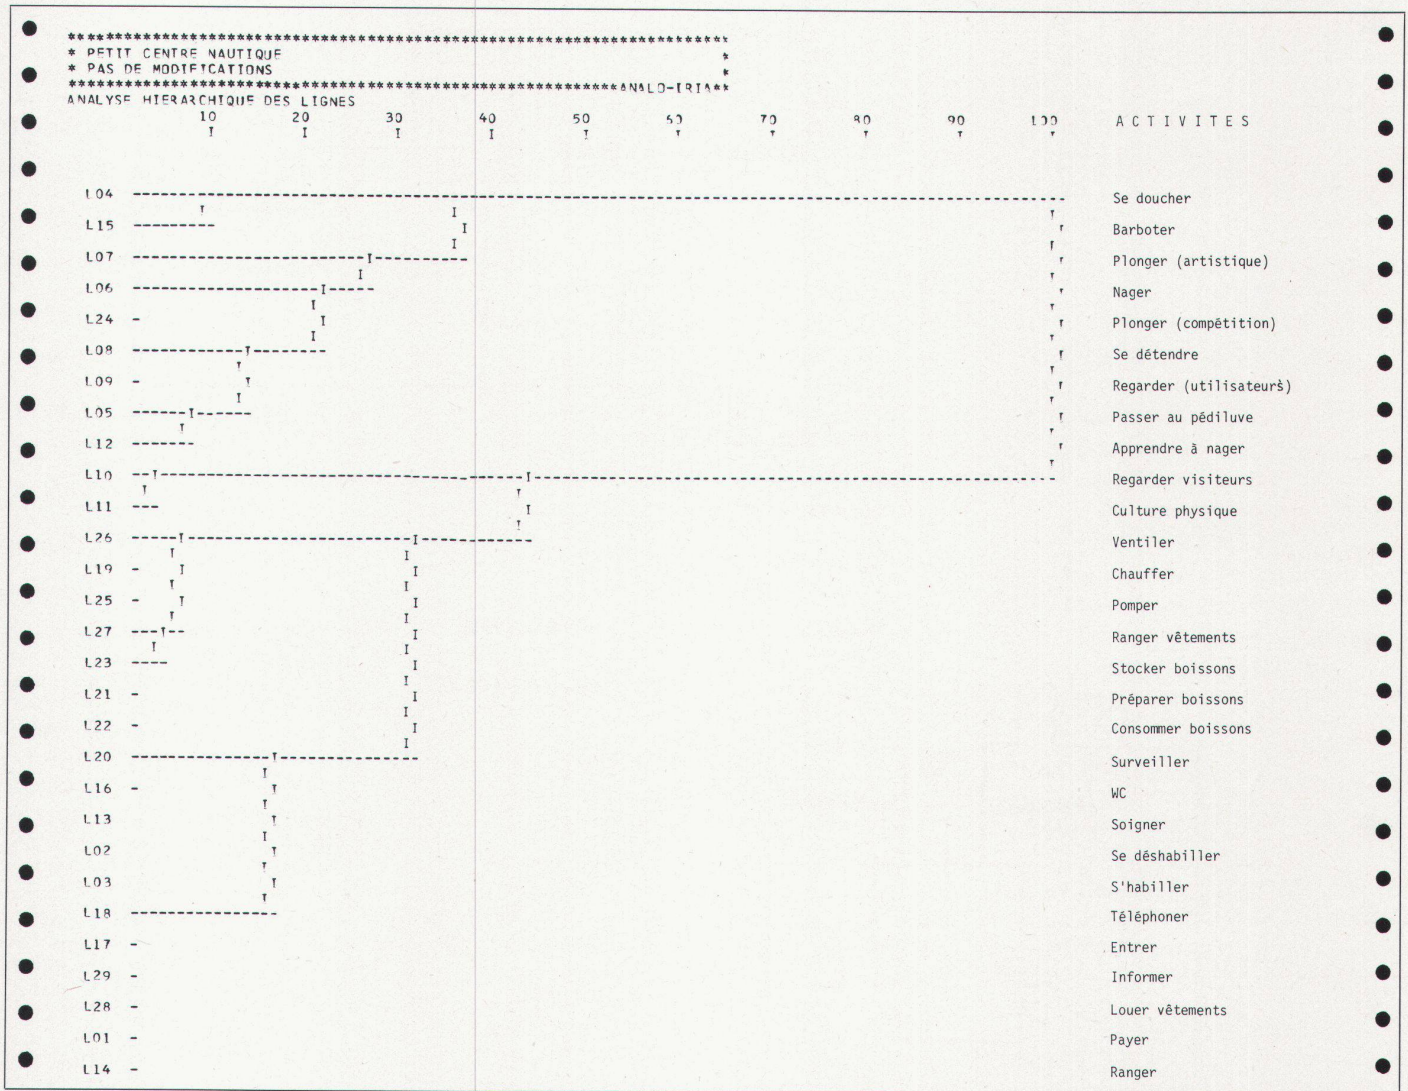 **************************************************************************
* PETIT CENTRE NAUTIQUE *
* PAS DE MODIFICATIONS *
**************************************************************ANALO-IRIA**
ANALYSE HIERARCHIQUE DES LIGNES
10 20 30 40 50 60 70 80 90 100 ACTIVITES
L04 Se doucher
L15 Barboter
L07 Plonger (artistique)
L06 Nager
L24 Plonger (compétition)
L08 Se détendre
L09 Regarder (utilisateurs)
L05 Passer au pédiluve
L12 Apprendre à nager
L10 Regarder visiteurs
L11 Culture physique
L26 Ventiler
L19 Chauffer
L25 Pomper
L27 Ranger vêtements
L23 Stocker boissons
L21 Préparer boissons
L22 Consommer boissons
L20 Surveiller
L16 WC
L13 Soigner
L02 Se déshabiller
L03 S'habiller
L18 Téléphoner
L17 Entrer
L29 Informer
L28 Louer vêtements
L01 Payer
L14 Ranger